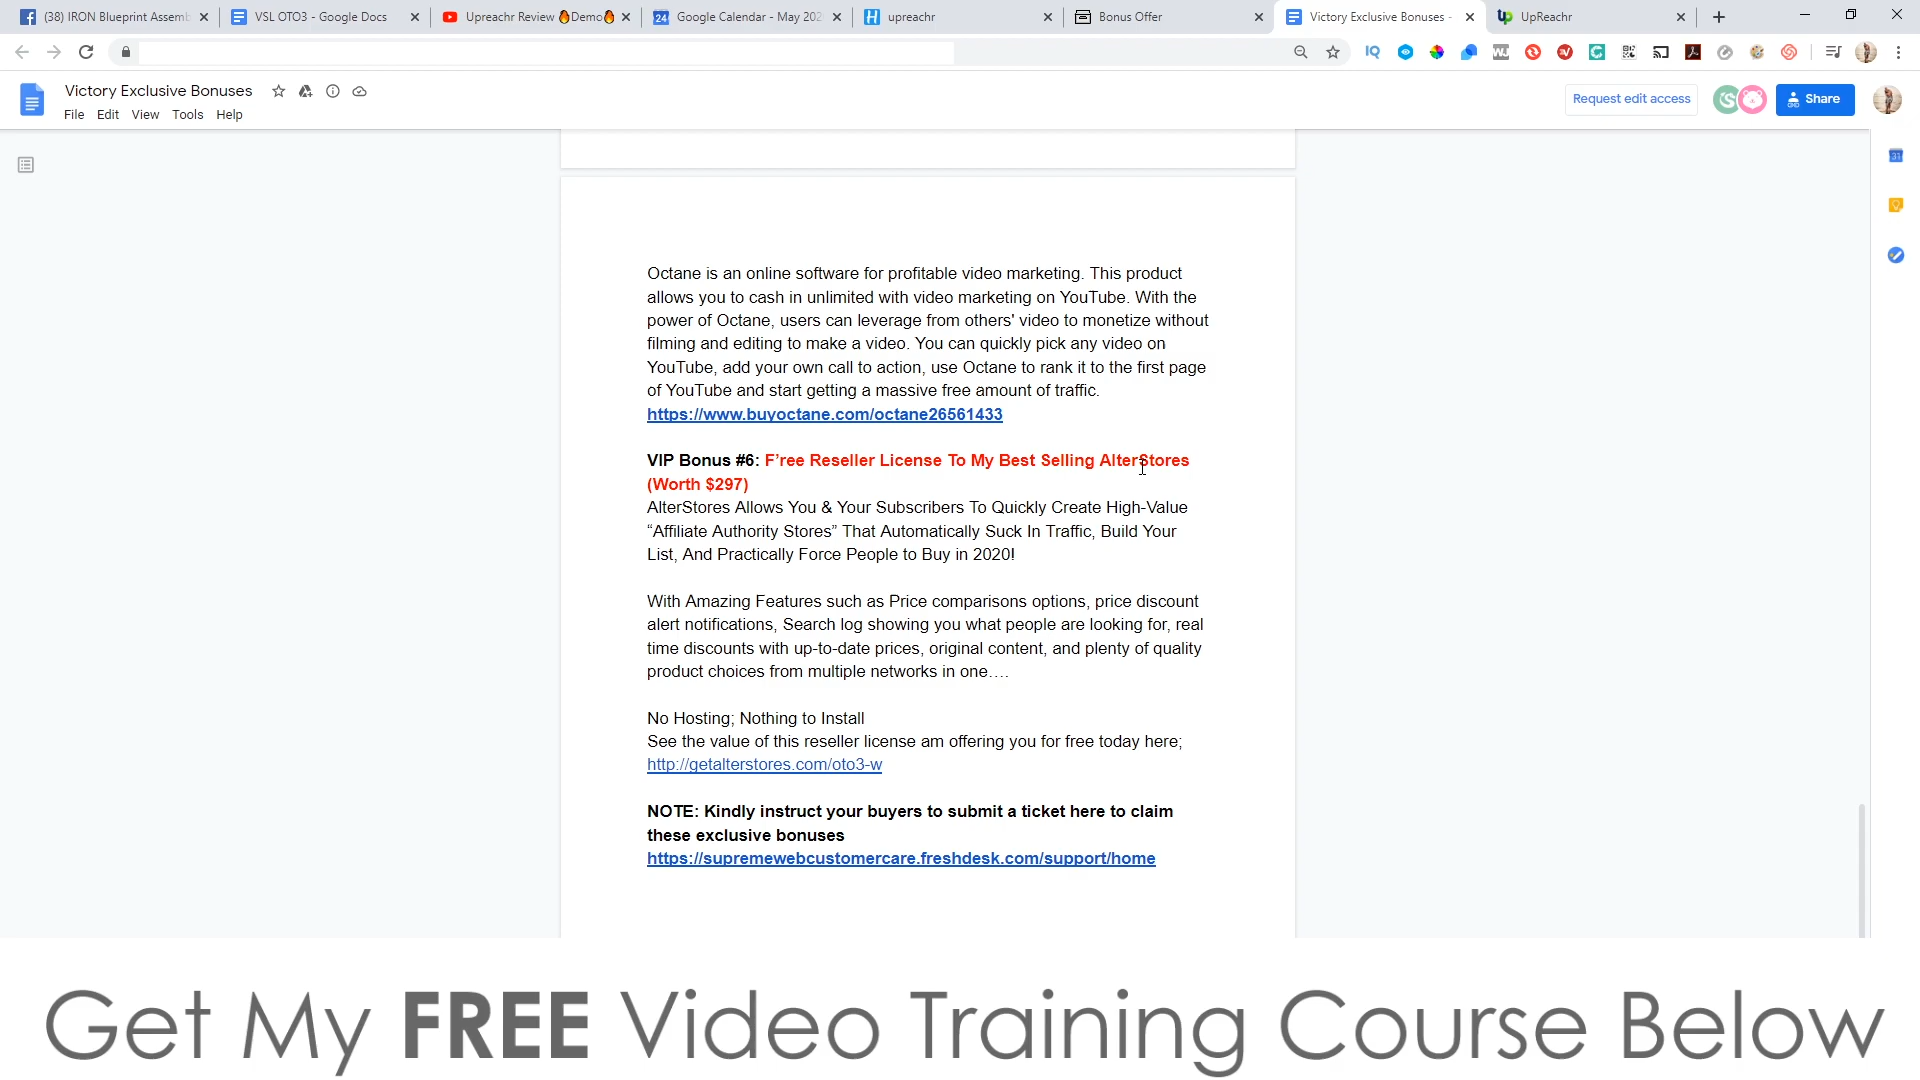 (38) IRON Blueprint Assemb
VSL OTO3 - Google Docs
Upreachr Review 🔥Demo🔥
Google Calendar - May 202
upreachr
Bonus Offer
Victory Exclusive Bonuses -
UpReachr
Victory Exclusive Bonuses
File Edit View Tools Help
Request edit access
Share
Octane is an online software for profitable video marketing. This product
allows you to cash in unlimited with video marketing on YouTube. With the
power of Octane, users can leverage from others' video to monetize without
filming and editing to make a video. You can quickly pick any video on
YouTube, add your own call to action, use Octane to rank it to the first page
of YouTube and start getting a massive free amount of traffic.
https://www.buyoctane.com/octane26561433
VIP Bonus #6: F’ree Reseller License To My Best Selling AlterStores
(Worth $297)
AlterStores Allows You & Your Subscribers To Quickly Create High-Value
“Affiliate Authority Stores” That Automatically Suck In Traffic, Build Your
List, And Practically Force People to Buy in 2020!
With Amazing Features such as Price comparisons options, price discount
alert notifications, Search log showing you what people are looking for, real
time discounts with up-to-date prices, original content, and plenty of quality
product choices from multiple networks in one….
No Hosting; Nothing to Install
See the value of this reseller license am offering you for free today here;
http://getalterstores.com/oto3-w
NOTE: Kindly instruct your buyers to submit a ticket here to claim
these exclusive bonuses
https://supremewebcustomercare.freshdesk.com/support/home
Get My FREE Video Training Course Below